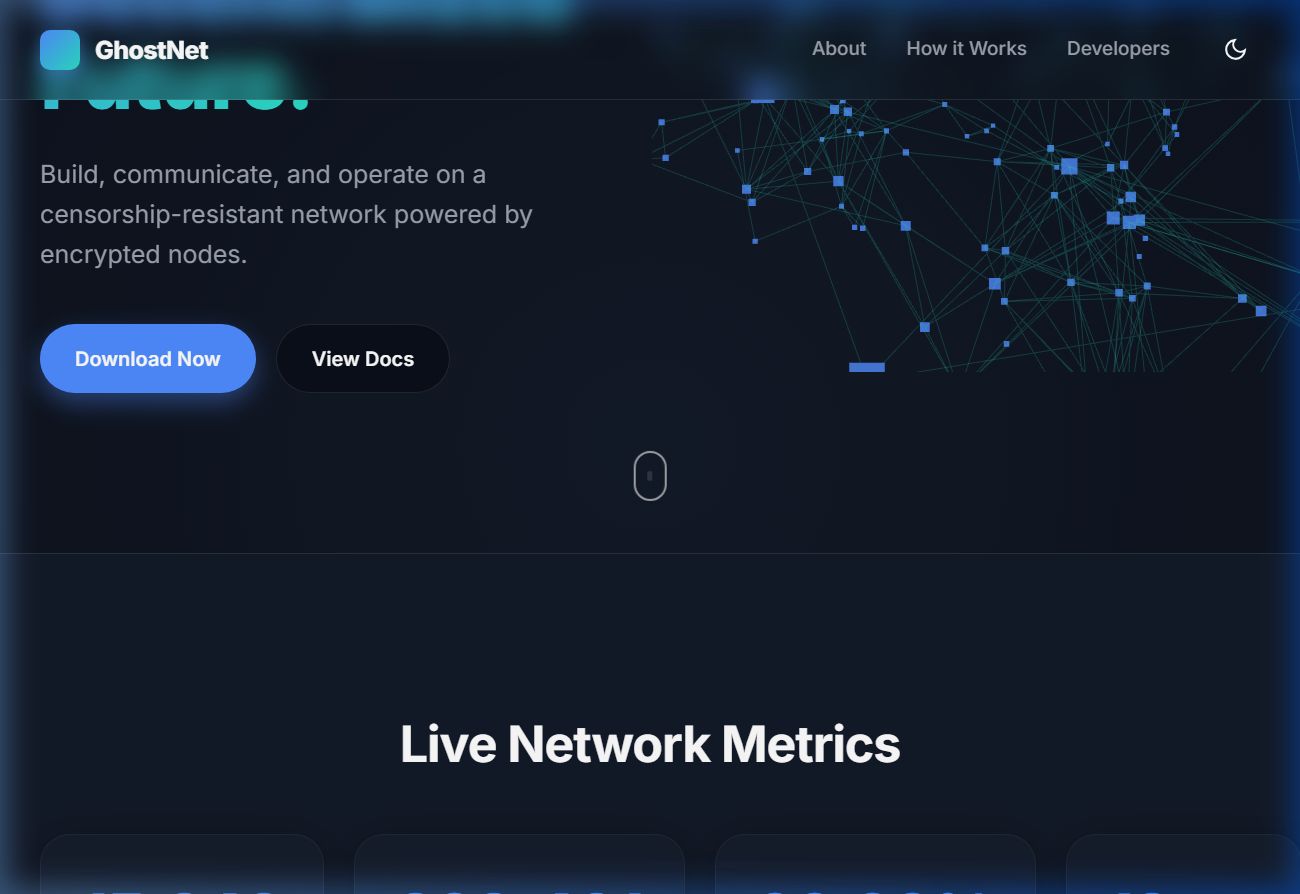 GhostNet
About
How it Works
Developers
Build, communicate, and operate on a
censorship-resistant network powered by
encrypted nodes.
Download Now
View Docs
Live Network Metrics